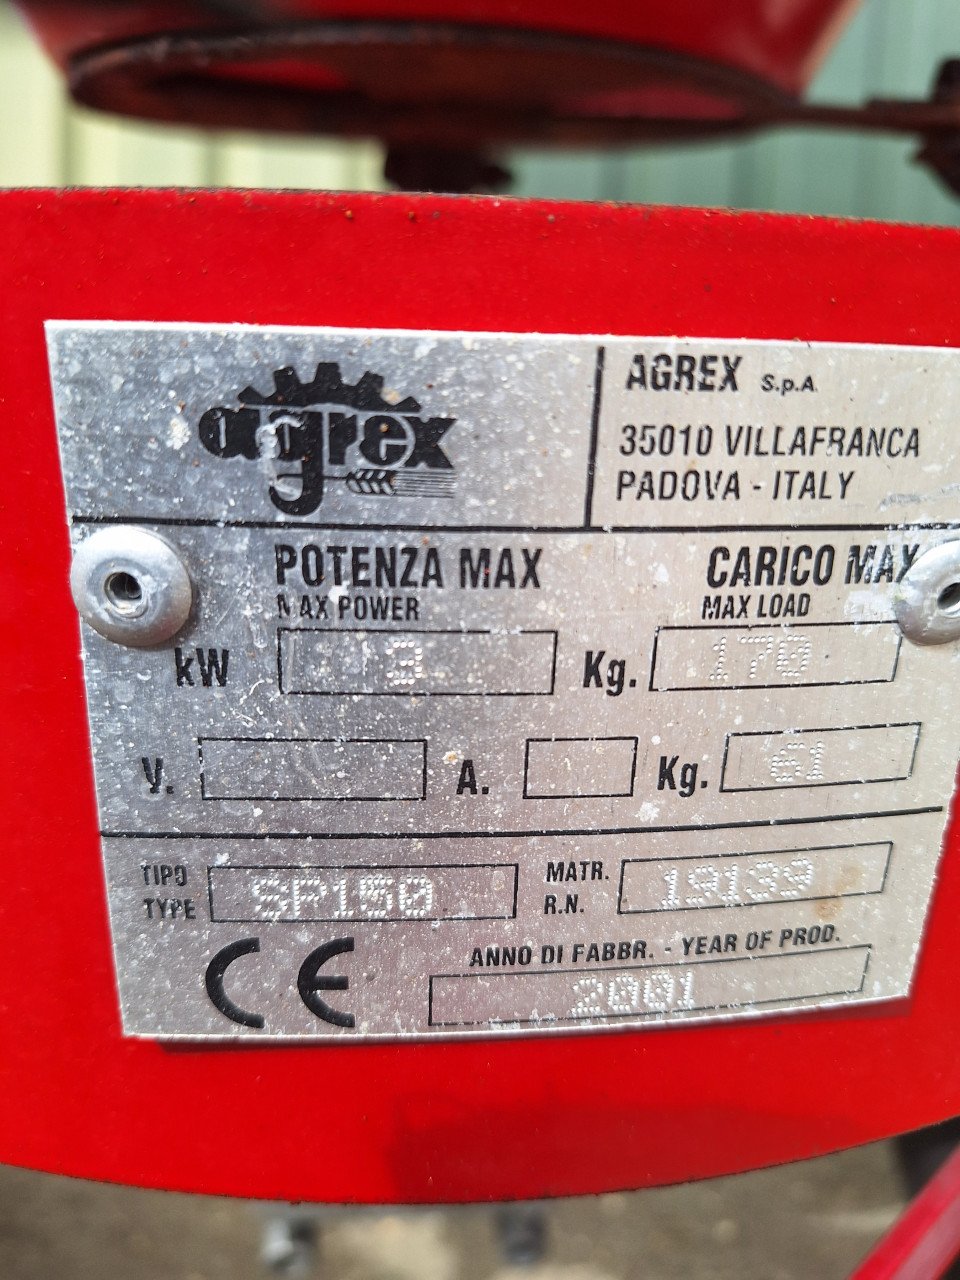 agrex
AGREX S.p.A
35010 VILLAFRANCA
PADOVA - ITALY
POTENZA MAX
MAX POWER
CARICO MAX
MAX LOAD
kW 3
Kg. 170
V.
A.
Kg. 61
TIPO
TYPE
SP150
MATR.
R.N.
19139
CE
ANNO DI FABBR. - YEAR OF PROD.
2001